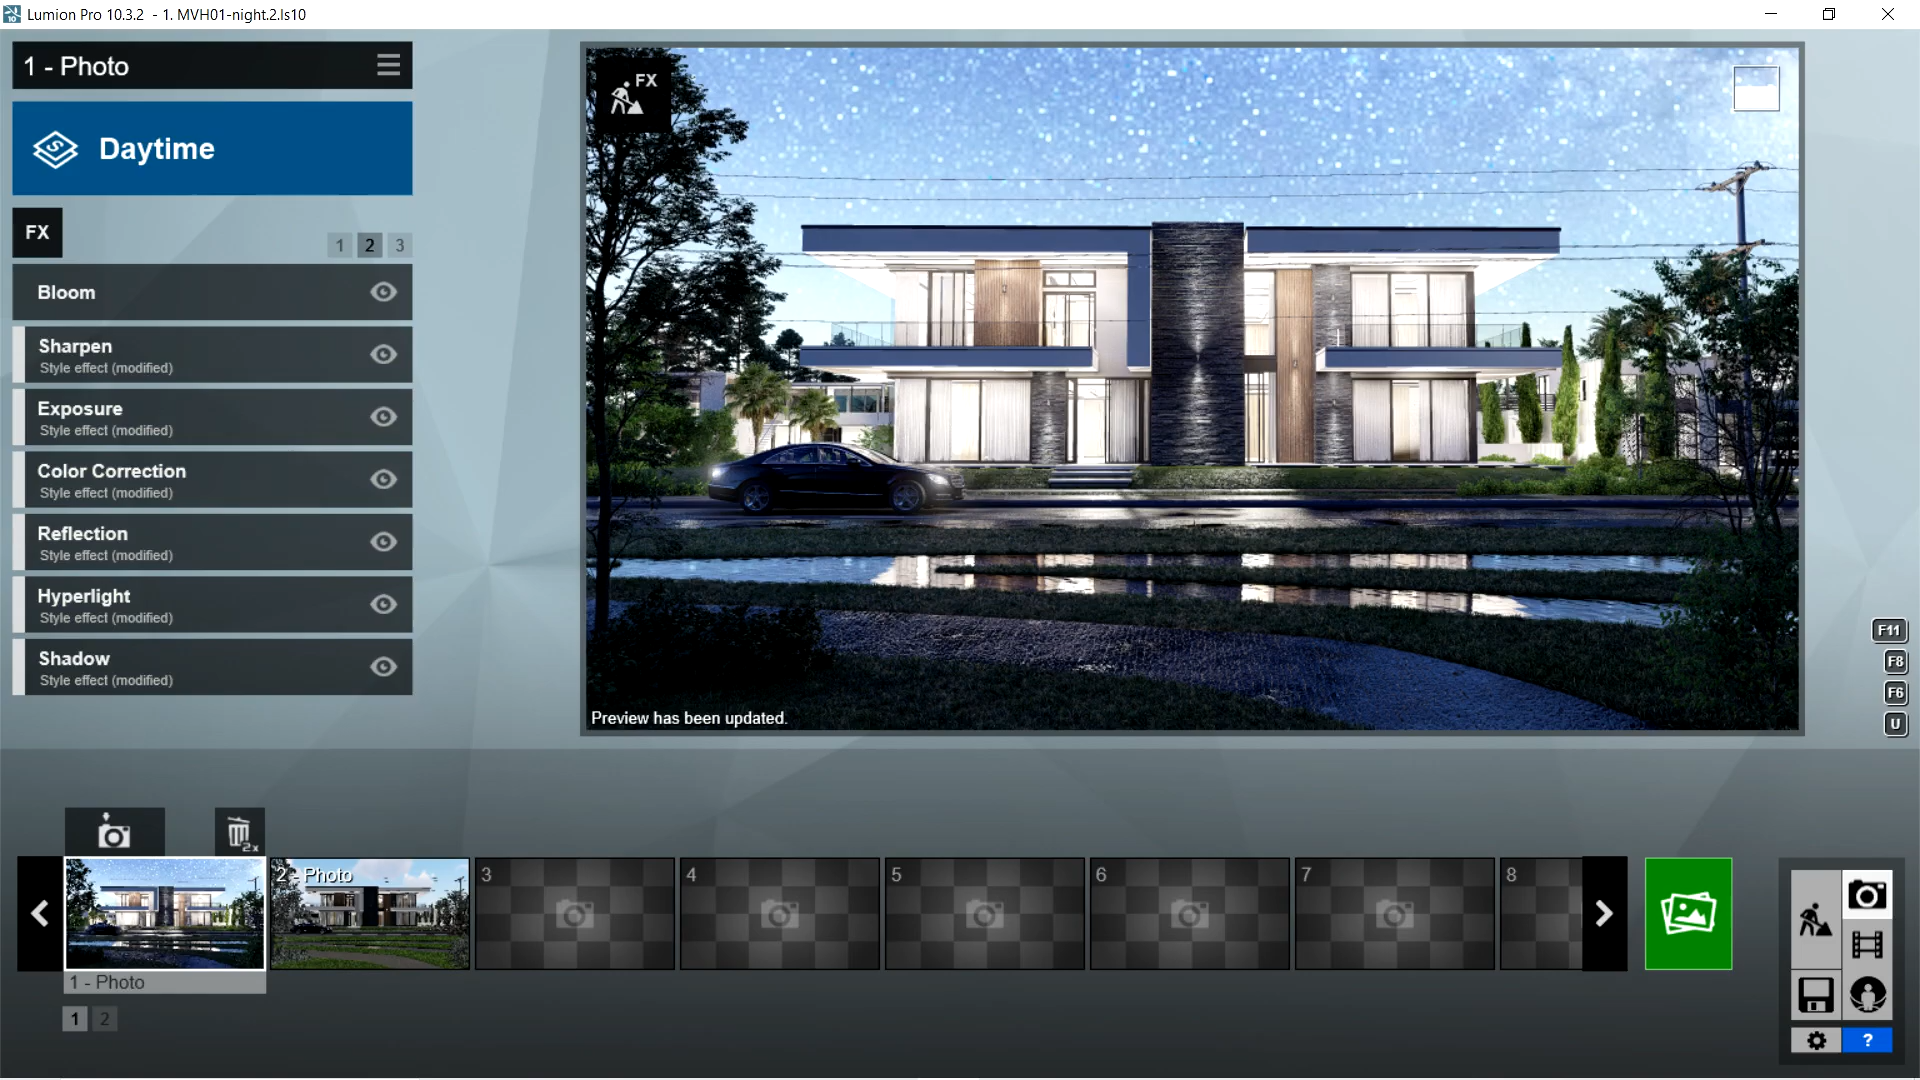 Lumion Pro 10.3.2 - 1. MVH01-night.2.ls10
1 - Photo
Daytime
FX
1 2 3
Bloom
Sharpen
Style effect (modified)
Exposure
Style effect (modified)
Color Correction
Style effect (modified)
Reflection
Style effect (modified)
Hyperlight
Style effect (modified)
Shadow
Style effect (modified)
FX
Preview has been updated.
F11
F8
F6
U
2x
2 - Photo
3
4
5
6
7
8
1 - Photo
1 2
?